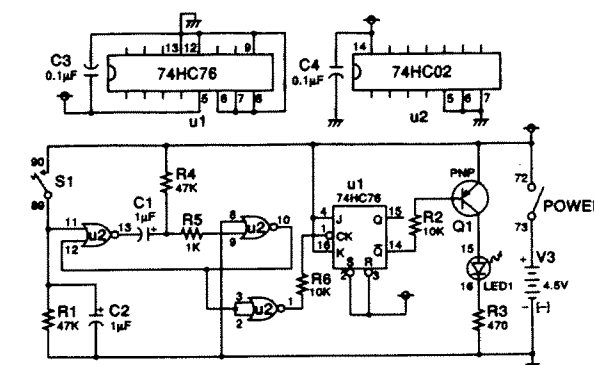 13 12 9
C3
0.1µF
74HC76
5 6 7 8
u1
14
C4
0.1µF
74HC02
5 6 7
u2
90
S1
89
R4
47K
C1
1µF
11
u2
13
12
R5
1K
8
u2
10
9
3
u2
1
2
R6
10K
u1
74HC76
4
J
Q
15
1
CK
16
K
Q
14
S
R
2
3
R2
10K
PNP
Q1
15
16
LED1
R3
470
72
POWER
73
V3
+
4.5V
-
R1
47K
+
C2
1µF